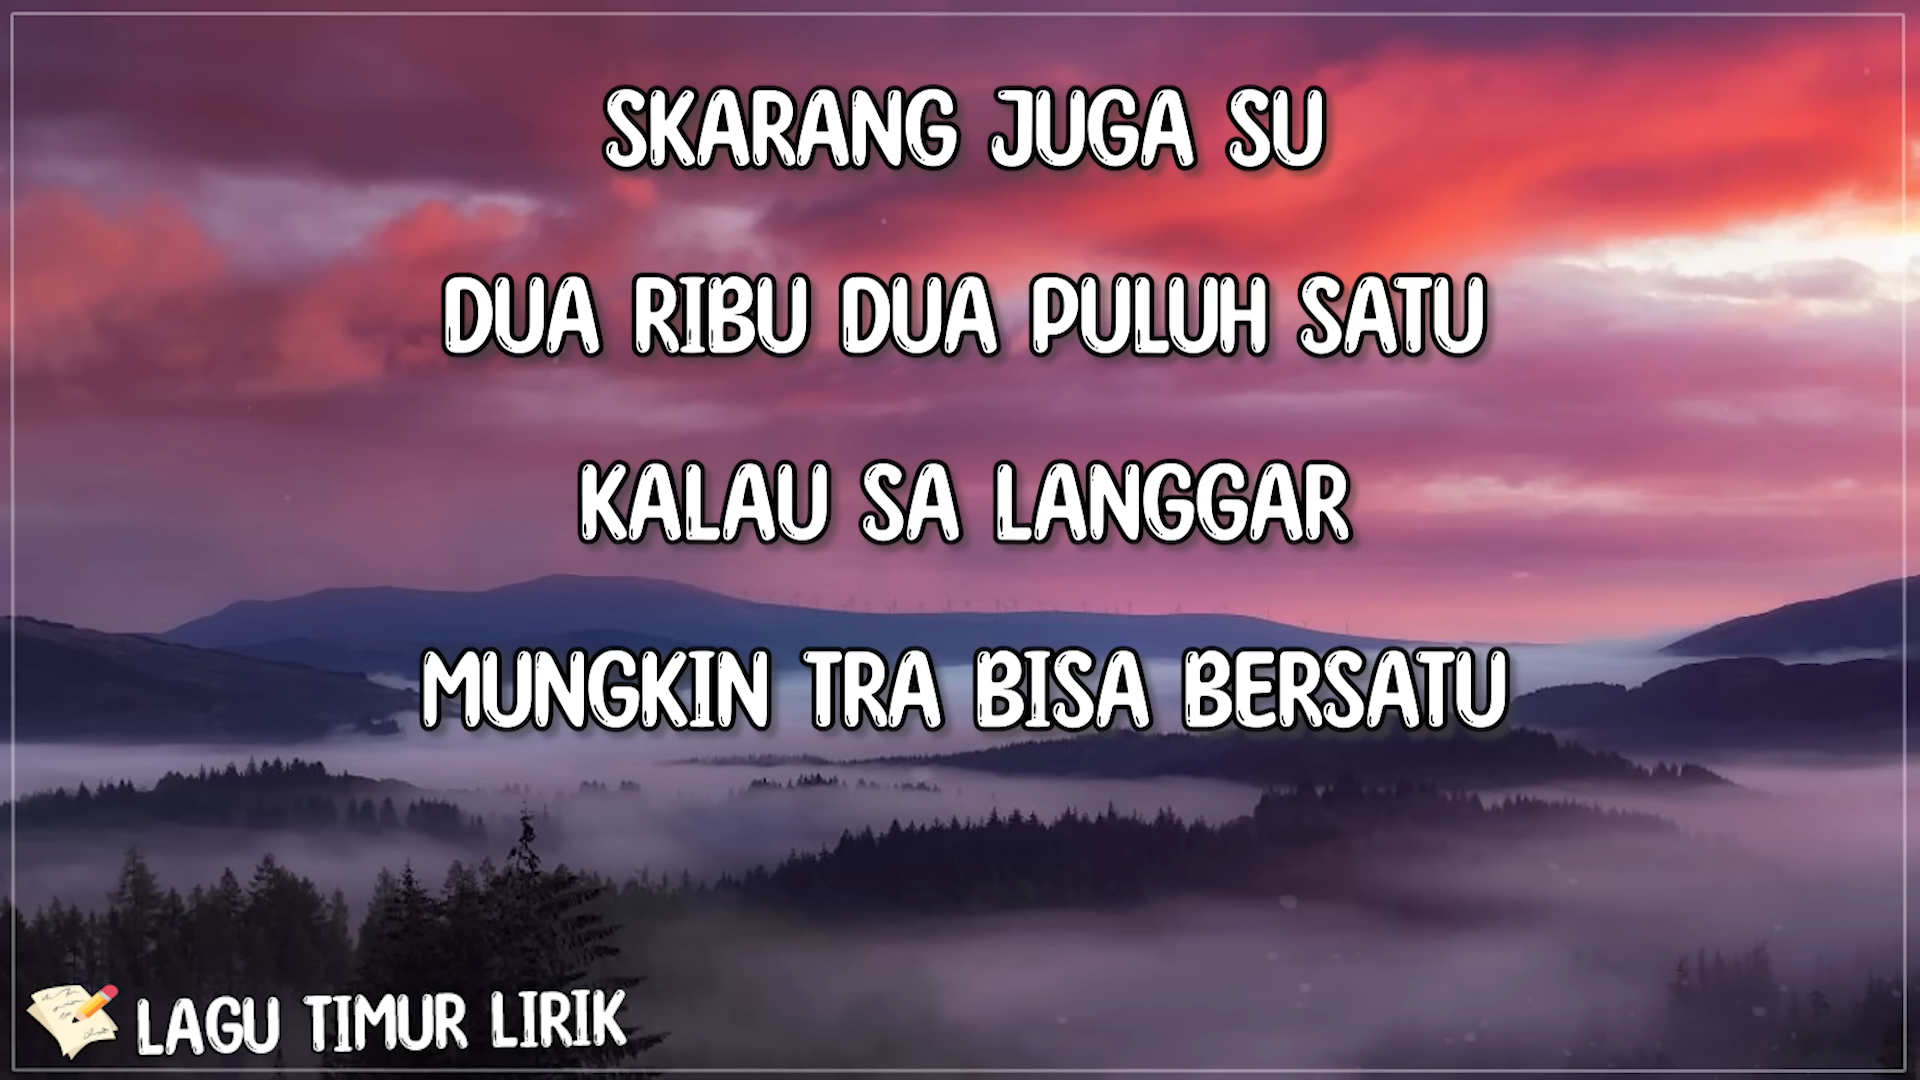 SKARANG JUGA SU
DUA RIBU DUA PULUH SATU
KALAU SA LANGGAR
MUNGKIN TRA BISA BERSATU
LAGU TIMUR LIRIK